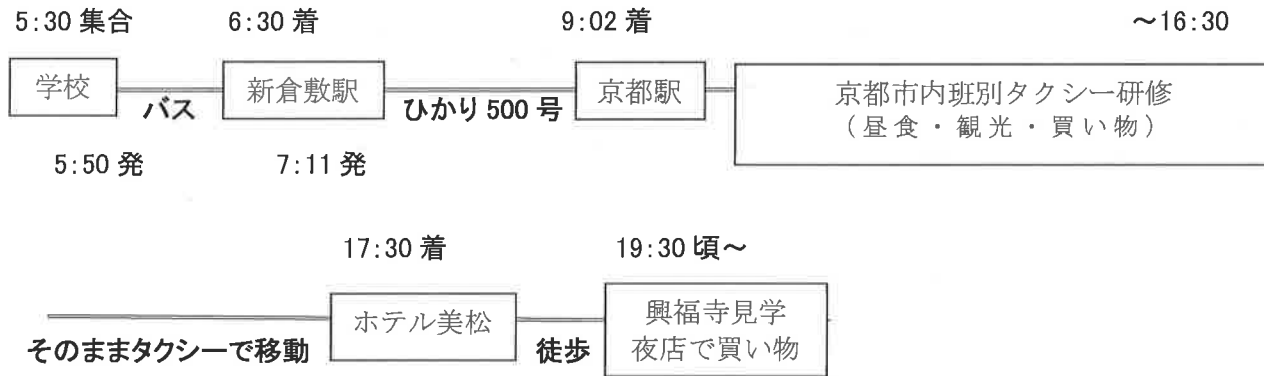 5:30 集合 6:30 着 9:02 着 ～16:30
学校 バス 新倉敷駅 ひかり 500 号 京都駅 京都市内班別タクシー研修
（昼食・観光・買い物）
5:50 発 7:11 発
17:30 着 19:30 頃～
ホテル美松 興福寺見学
そのままタクシーで移動 徒歩 夜店で買い物